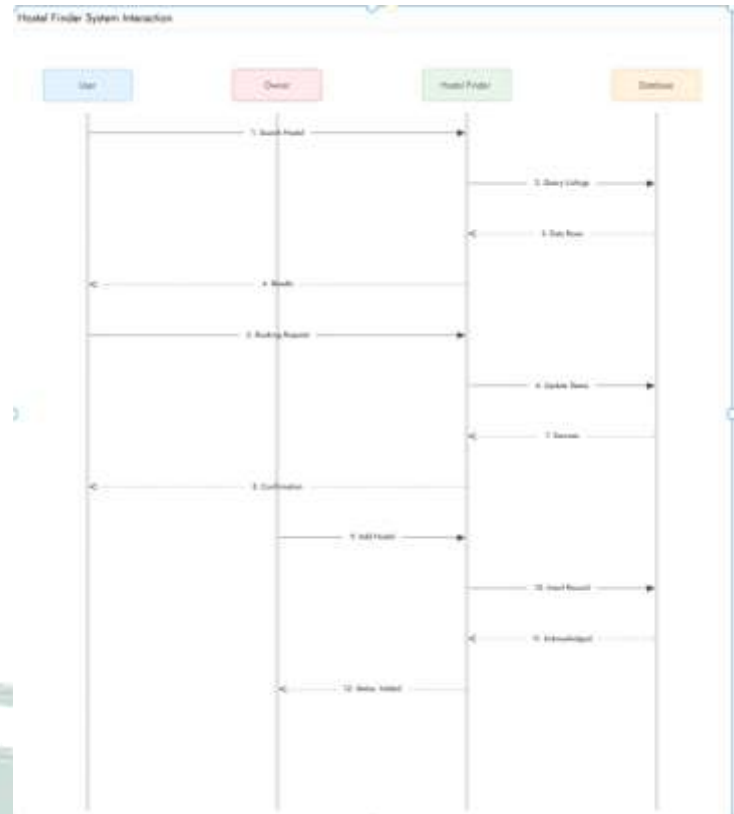 Hostel Finder System Interaction
User
Owner
Hostel Finder
Database
1. Search Hostel
2. Query Listings
3. Data Rows
4. Results
5. Booking Request
6. Update Status
7. Success
8. Confirmation
9. Add Hostel
10. Insert Record
11. Acknowledged
12. Added